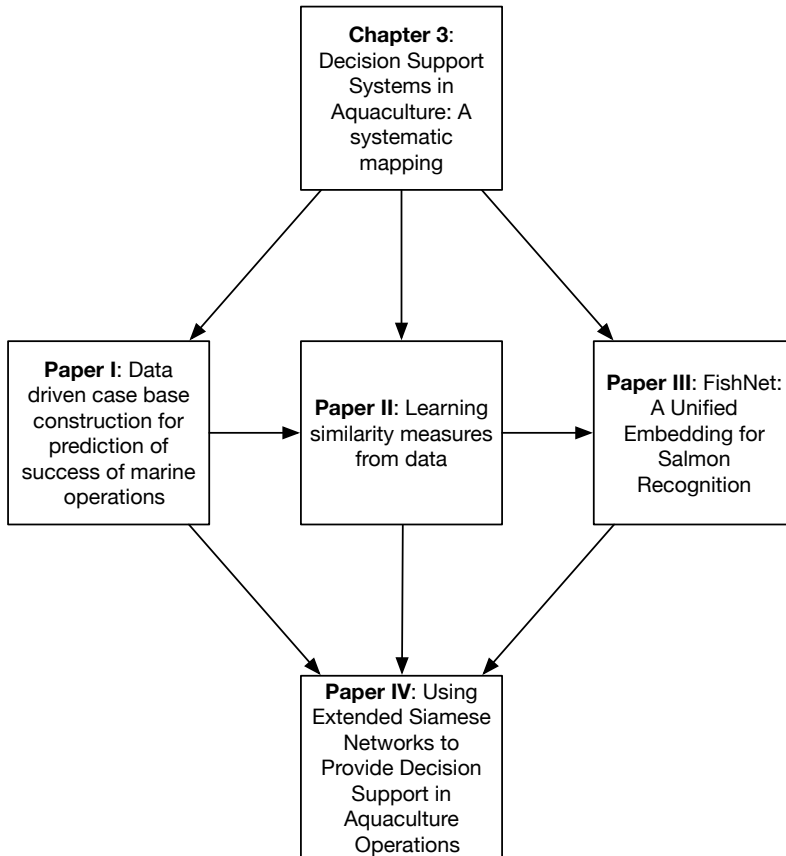 Chapter 3:
Decision Support
Systems in
Aquaculture: A
systematic
mapping
Paper I: Data
driven case base
construction for
prediction of
success of marine
operations
Paper II: Learning
similarity measures
from data
Paper III: FishNet:
A Unified
Embedding for
Salmon
Recognition
Paper IV: Using
Extended Siamese
Networks to
Provide Decision
Support in
Aquaculture
Operations